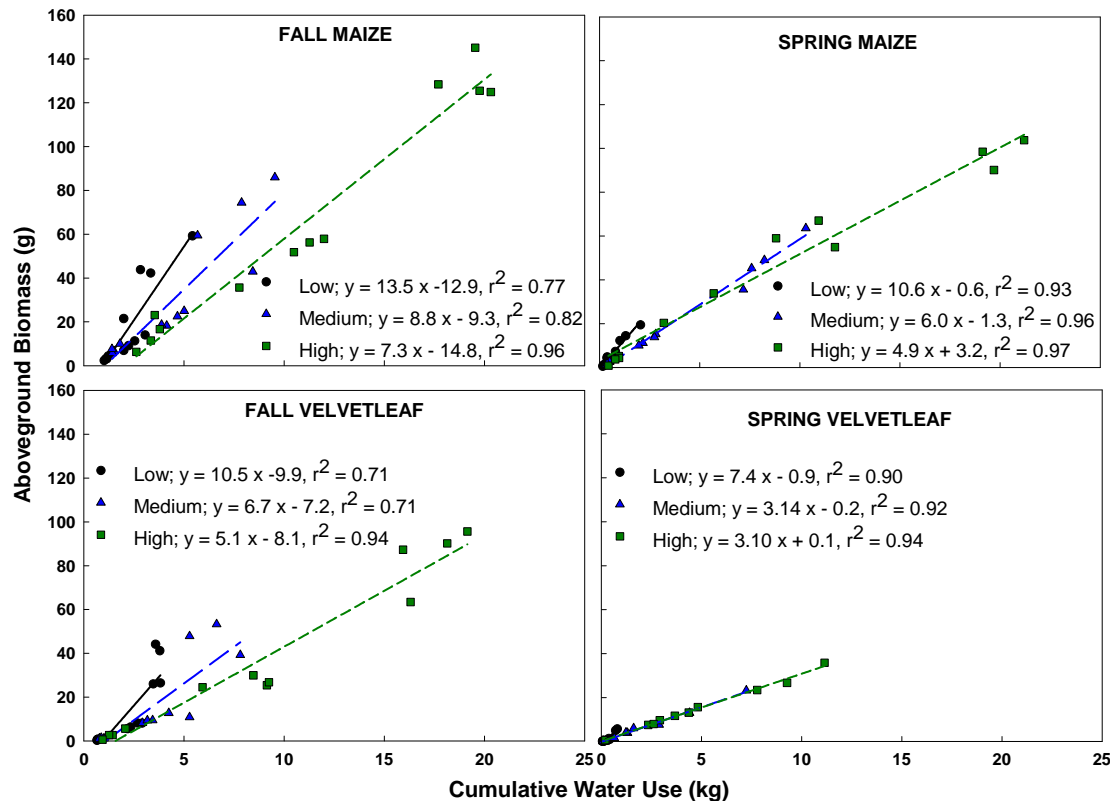 FALL MAIZE
SPRING MAIZE
160
140
120
100
80
60
40
20
0
Low; y = 13.5 x -12.9, r2 = 0.77
Medium; y = 8.8 x - 9.3, r2 = 0.82
High; y = 7.3 x - 14.8, r2 = 0.96
Low; y = 10.6 x - 0.6, r2 = 0.93
Medium; y = 6.0 x - 1.3, r2 = 0.96
High; y = 4.9 x + 3.2, r2 = 0.97
Aboveground Biomass (g)
FALL VELVETLEAF
SPRING VELVETLEAF
160
140
120
100
80
60
40
20
0
Low; y = 10.5 x -9.9, r2 = 0.71
Medium; y = 6.7 x - 7.2, r2 = 0.71
High; y = 5.1 x - 8.1, r2 = 0.94
Low; y = 7.4 x - 0.9, r2 = 0.90
Medium; y = 3.14 x - 0.2, r2 = 0.92
High; y = 3.10 x + 0.1, r2 = 0.94
0 5 10 15 20 25
0 5 10 15 20 25
Cumulative Water Use (kg)